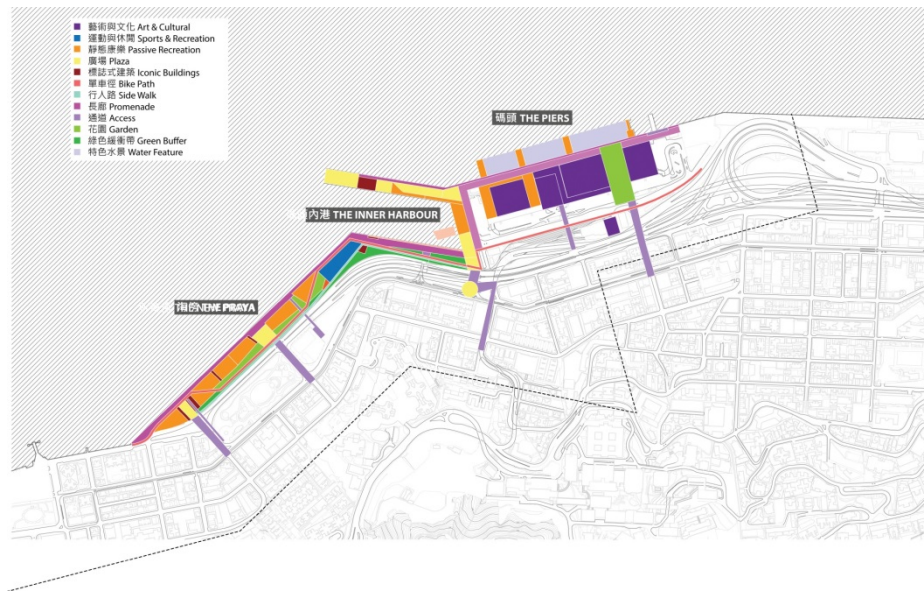 藝術與文化 Art & Cultural
運動與休閒 Sports & Recreation
靜態康樂 Passive Recreation
廣場 Plaza
標誌式建築 Iconic Buildings
單車徑 Bike Path
行人路 Side Walk
長廊 Promenade
通道 Access
花園 Garden
綠色緩衝帶 Green Buffer
特色水景 Water Feature
碼頭 THE PIERS
內港 THE INNER HARBOUR
PRAYA